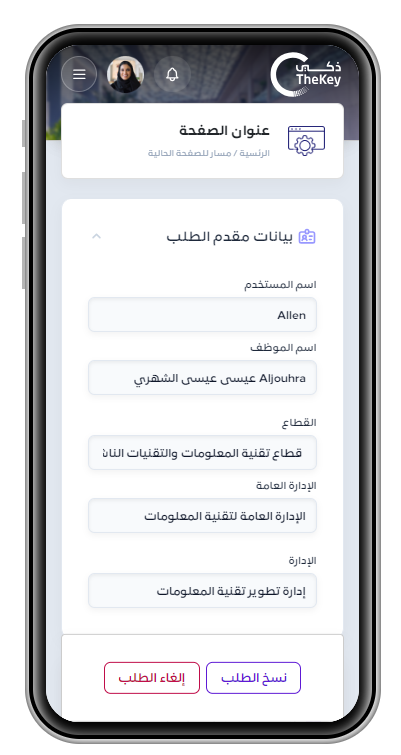 ذكي
TheKey
عنوان الصفحة
الرئسية / مسار للصفحة الحالية
بيانات مقدم الطلب
اسم المستخدم
Allen
اسم الموظف
Aljouhra عيسى عيسى الشهري
القطاع
قطاع تقنية المعلومات والتقنيات الناش
الإدارة العامة
الإدارة العامة لتقنية المعلومات
الإدارة
إدارة تطوير تقنية المعلومات
نسخ الطلب
إلغاء الطلب